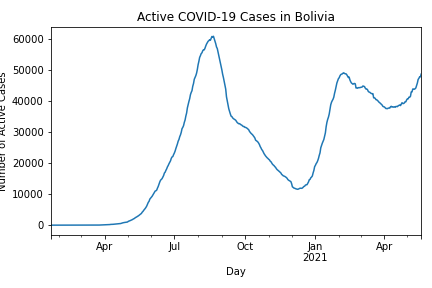 Active COVID-19 Cases in Bolivia
Number of Active Cases
60000
50000
40000
30000
20000
10000
0
Apr
Jul
Oct
Jan
2021
Apr
Day